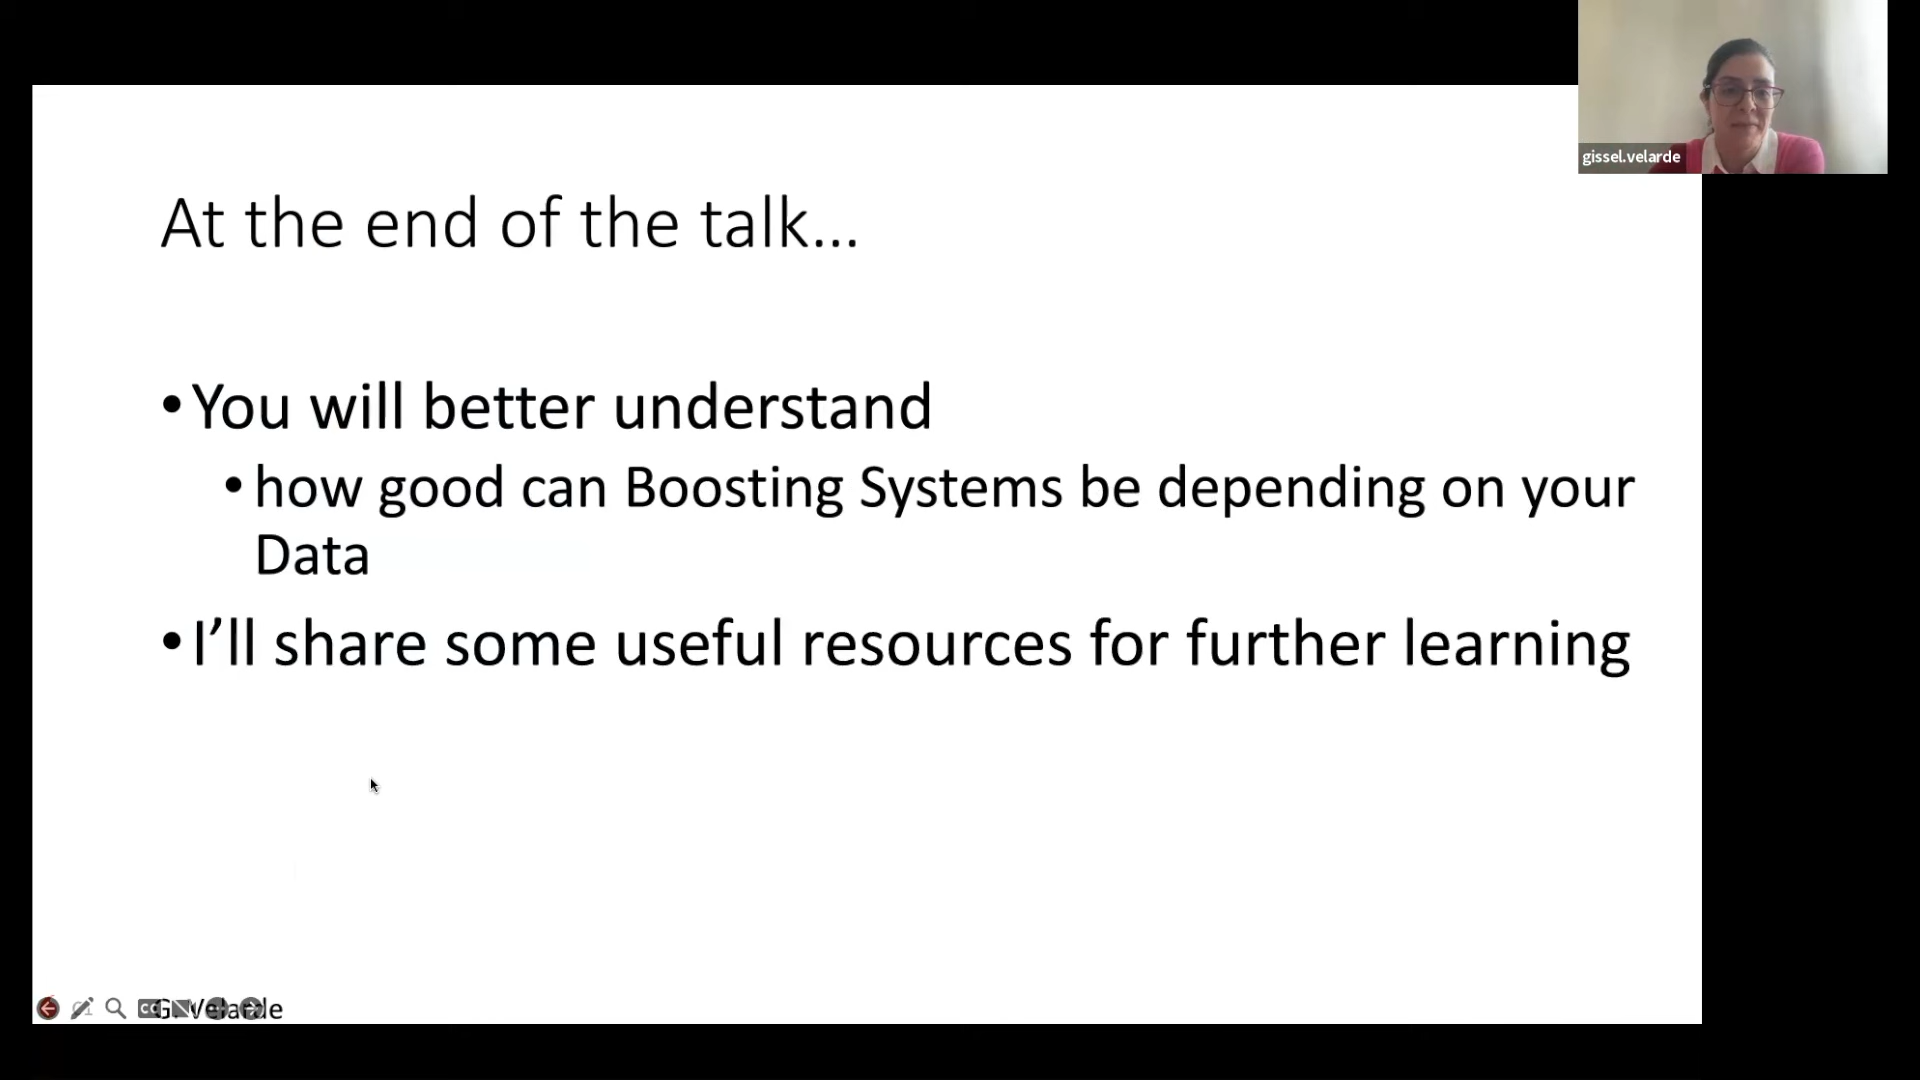 gissel.velarde
At the end of the talk...
•You will better understand
•how good can Boosting Systems be depending on your
Data
•I’ll share some useful resources for further learning
CC
G. Velarde